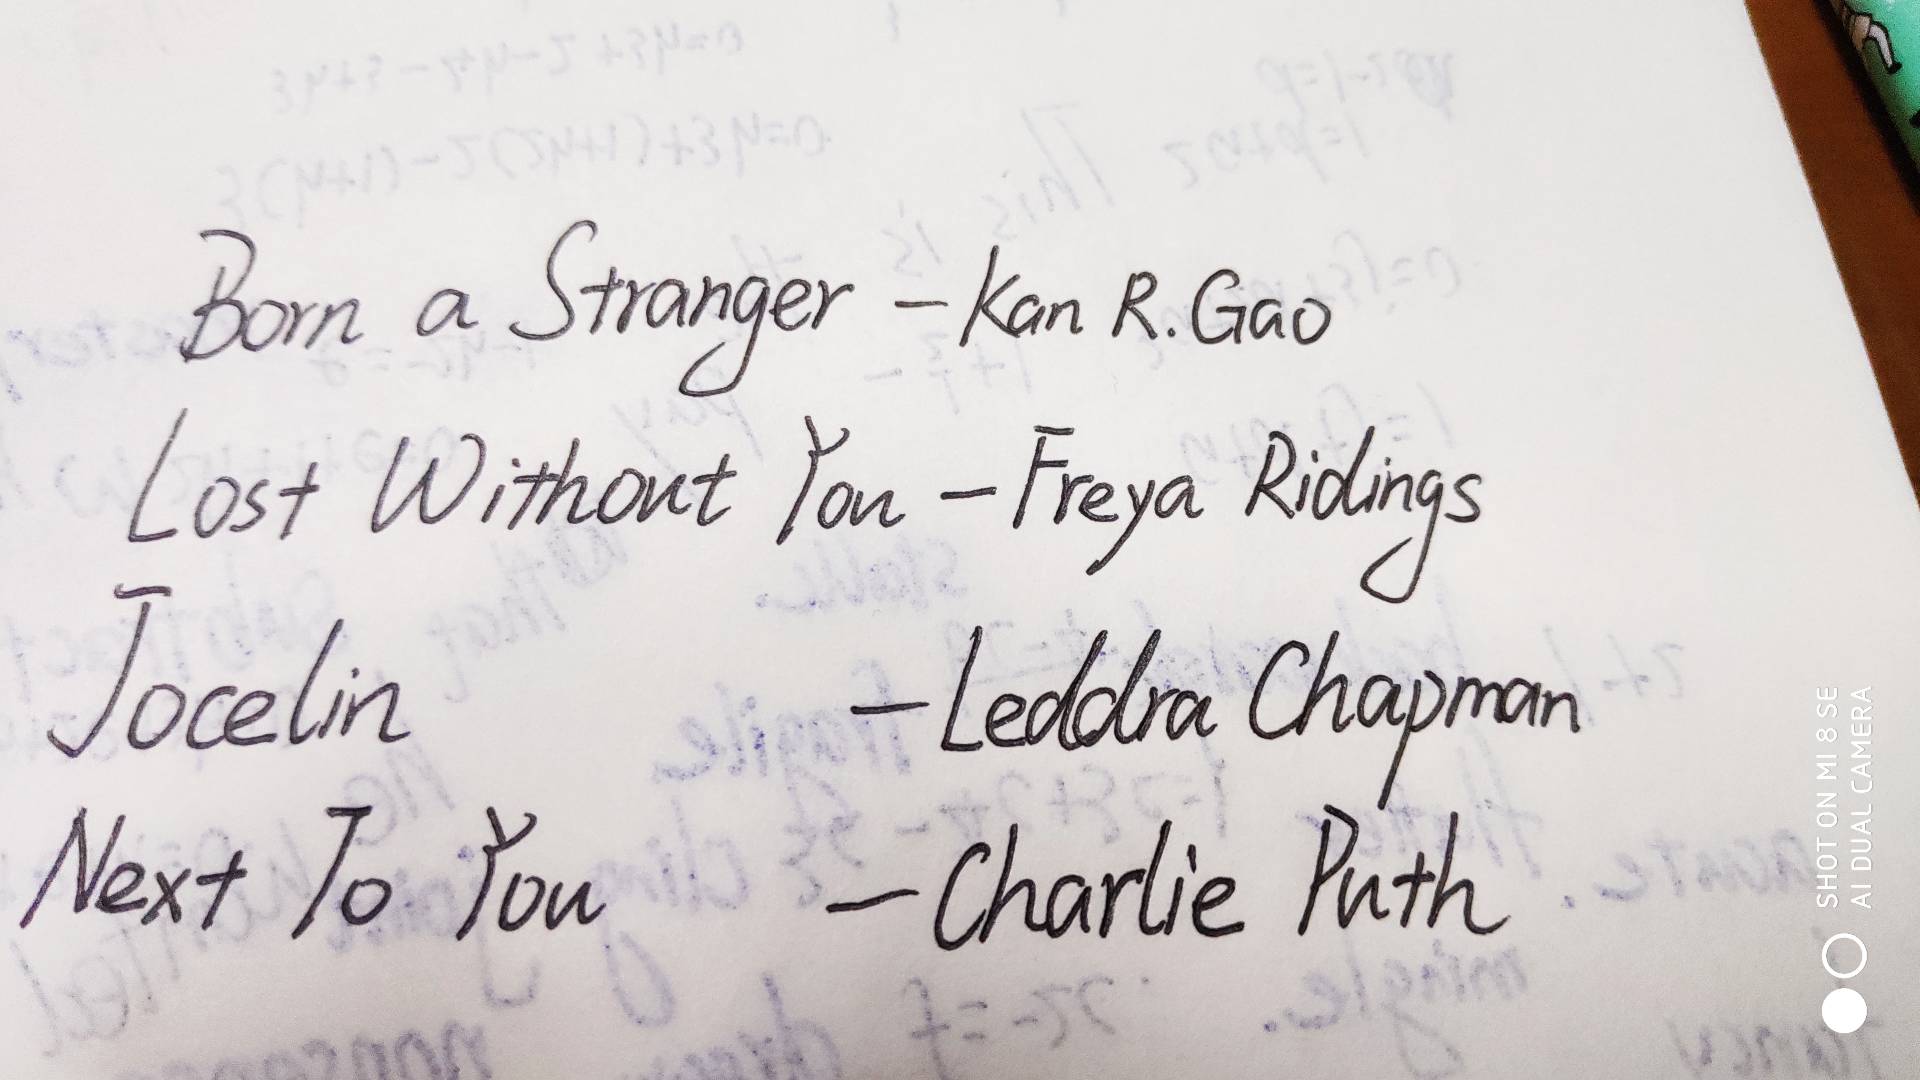 Born a Stranger - Kan R. Gao
Lost Without You - Freya Ridings
Jocelin - Leddra Chapman
Next To You - Charlie Puth
SHOT ON MI 8 SE
AI DUAL CAMERA